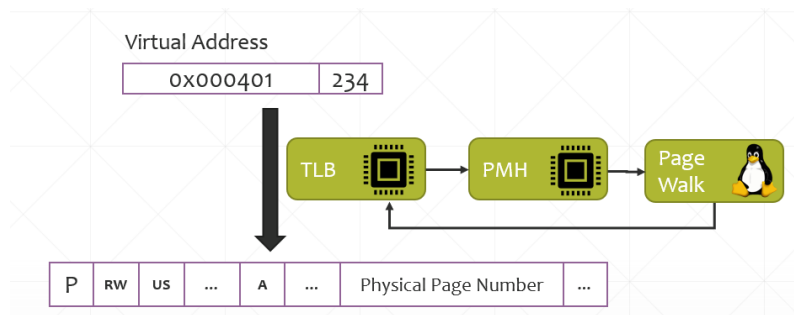 Virtual Address
0x000401 234
TLB PMH Page Walk
P RW US ... A ... Physical Page Number ...